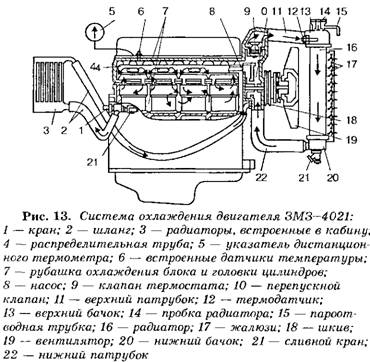 5 6 7 8 9 0 11 12 13 14 15
16
17
44
3 2 1 21
18
19
22 21 20
Рис. 13. Система охлаждения двигателя ЗМЗ-4021:
1 — кран; 2 — шланг; 3 — радиаторы, встроенные в кабину,
4 — распределительная труба; 5 — указатель дистанцион-
ного термометра; 6 — встроенные датчики температуры;
7 — рубашка охлаждения блока и головки цилиндров;
8 — насос; 9 — клапан термостата; 10 — перепускной
клапан; 11 — верхний патрубок; 12 — термодатчик;
13 — верхний бачок; 14 — пробка радиатора; 15 — пароот-
водная трубка; 16 — радиатор; 17 — жалюзи; 18 — шкив;
19 — вентилятор; 20 — нижний бачок; 21 — сливной кран;
22 — нижний патрубок